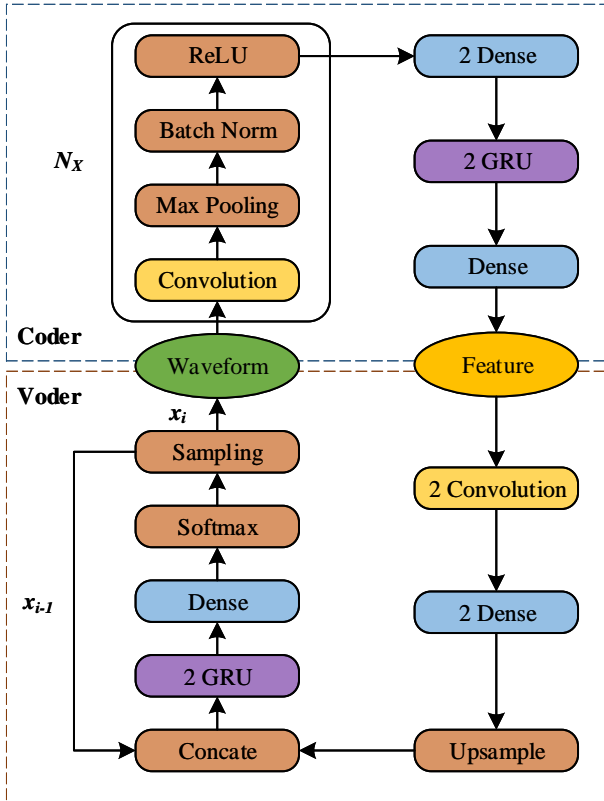 ReLU
2 Dense
Batch Norm
2 GRU
N_X
Max Pooling
Convolution
Dense
Coder
Waveform
Feature
Voder
x_i
Sampling
2 Convolution
Softmax
x_{i-1}
Dense
2 Dense
2 GRU
Concate
Upsample